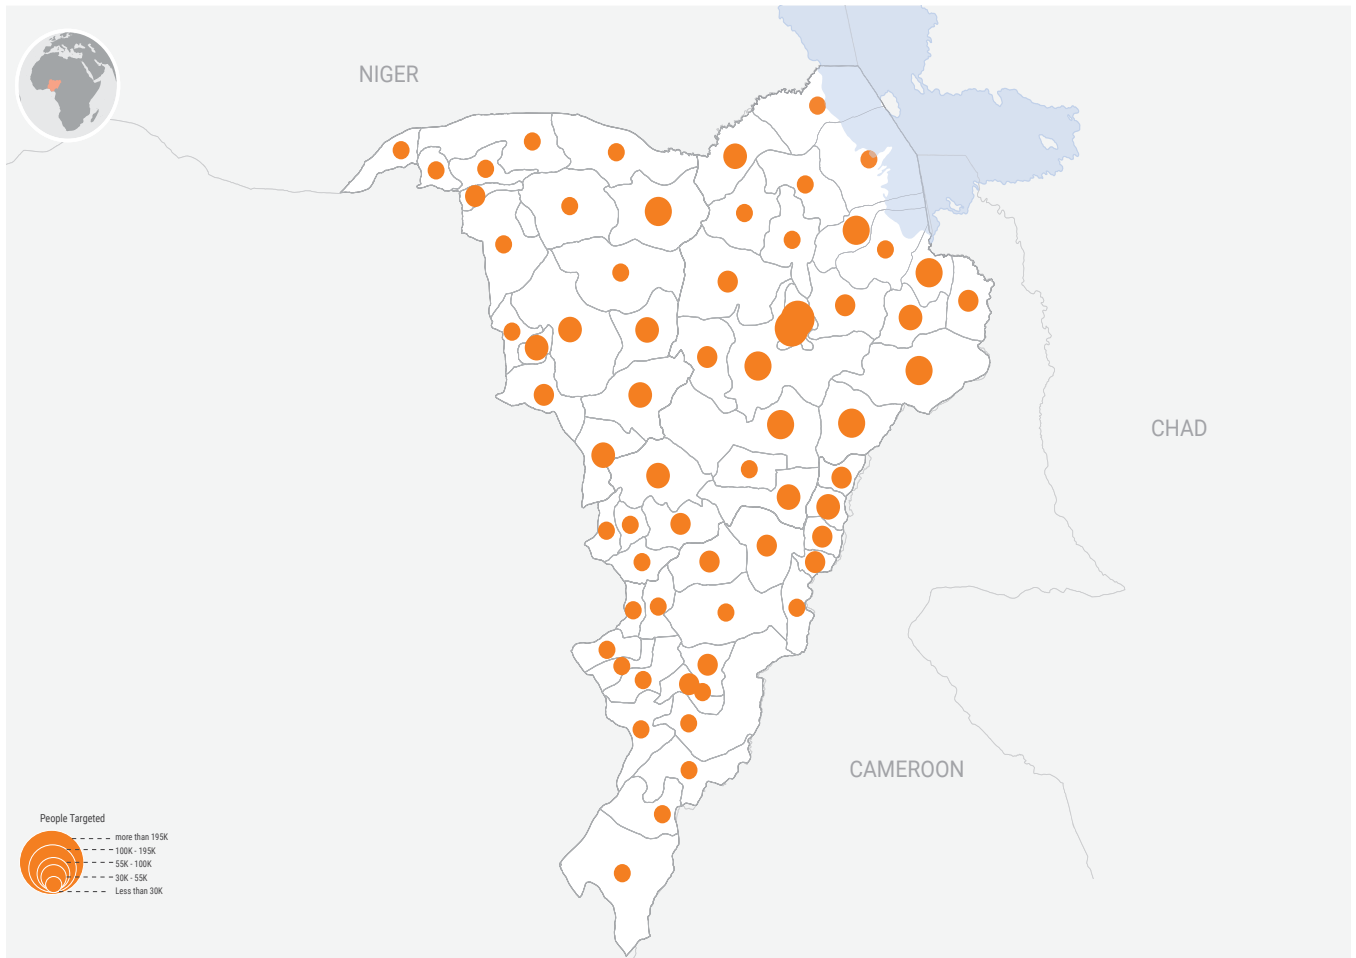 NIGER
CHAD
CAMEROON
People Targeted
more than 195K
100K - 195K
55K - 100K
30K - 55K
Less than 30K